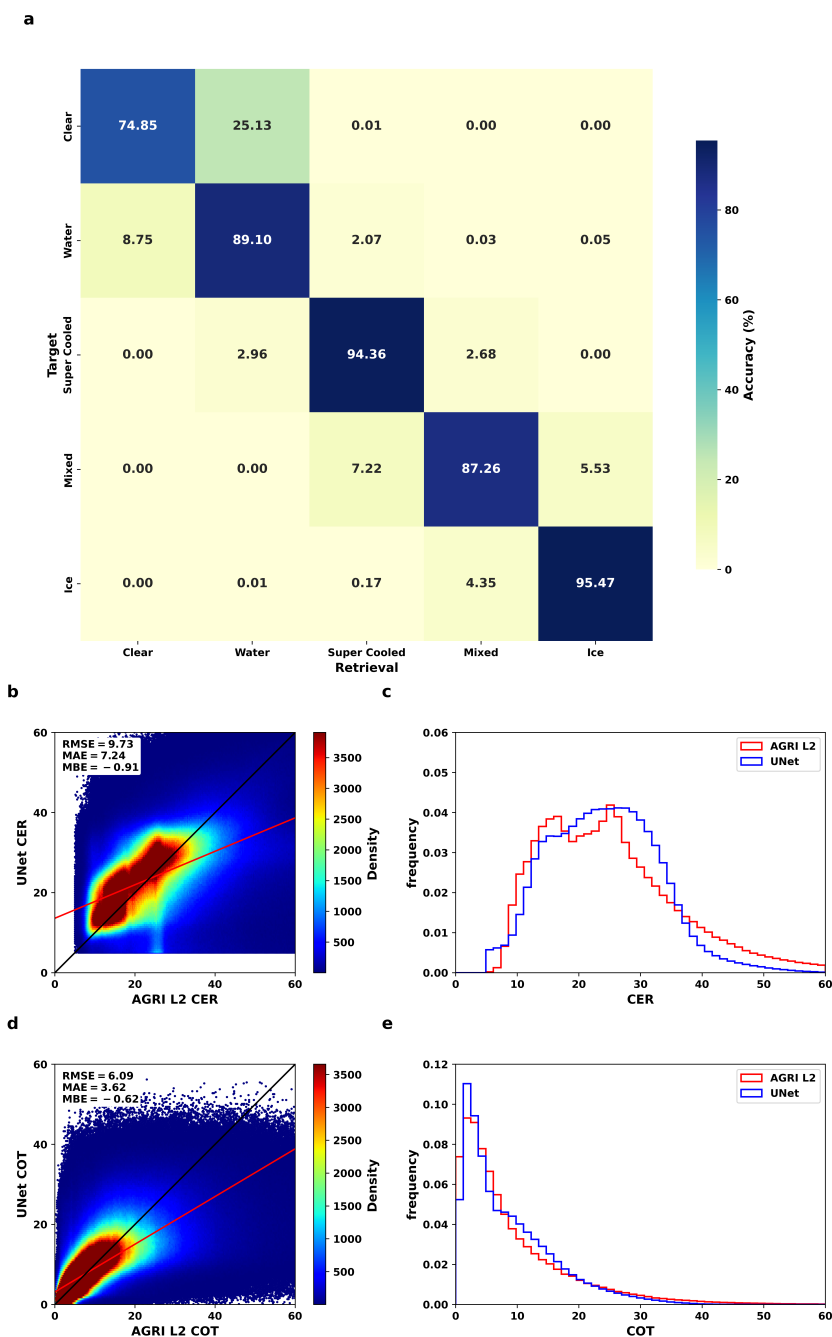 a
Clear
74.85 25.13 0.01 0.00 0.00
Water
8.75 89.10 2.07 0.03 0.05
Target
Super Cooled
0.00 2.96 94.36 2.68 0.00
Mixed
0.00 0.00 7.22 87.26 5.53
Ice
0.00 0.01 0.17 4.35 95.47
Clear Water Super Cooled Mixed Ice
Retrieval
80
60
40
20
0
Accuracy (%)
b
60
40
20
0
UNet CER
RMSE = 9.73
MAE = 7.24
MBE = −0.91
0 20 40 60
AGRI L2 CER
3500
3000
2500
2000
1500
1000
500
Density
c
0.06
0.05
0.04
0.03
0.02
0.01
0.00
frequency
AGRI L2
UNet
0 10 20 30 40 50 60
CER
d
60
40
20
0
UNet COT
RMSE = 6.09
MAE = 3.62
MBE = −0.62
0 20 40 60
AGRI L2 COT
3500
3000
2500
2000
1500
1000
500
Density
e
0.12
0.10
0.08
0.06
0.04
0.02
0.00
frequency
AGRI L2
UNet
0 10 20 30 40 50 60
COT